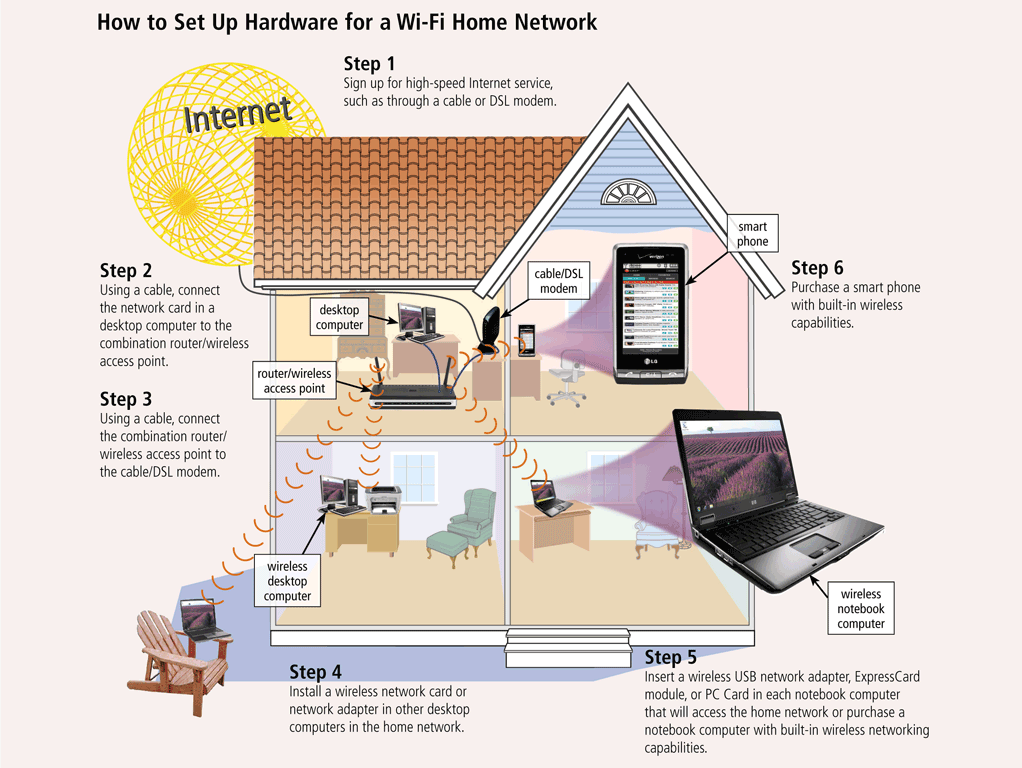 How to Set Up Hardware for a Wi-Fi Home Network
Step 1
Sign up for high-speed Internet service,
such as through a cable or DSL modem.
Internet
smart
phone
verizon
Step 2
Using a cable, connect
the network card in a
desktop computer to the
combination router/wireless
access point.
cable/DSL
modem
Step 6
Purchase a smart phone
with built-in wireless
capabilities.
desktop
computer
LG
router/wireless
access point
Step 3
Using a cable, connect
the combination router/
wireless access point to
the cable/DSL modem.
wireless
desktop
computer
wireless
notebook
computer
Step 4
Install a wireless network card or
network adapter in other desktop
computers in the home network.
Step 5
Insert a wireless USB network adapter, ExpressCard
module, or PC Card in each notebook computer
that will access the home network or purchase a
notebook computer with built-in wireless networking
capabilities.